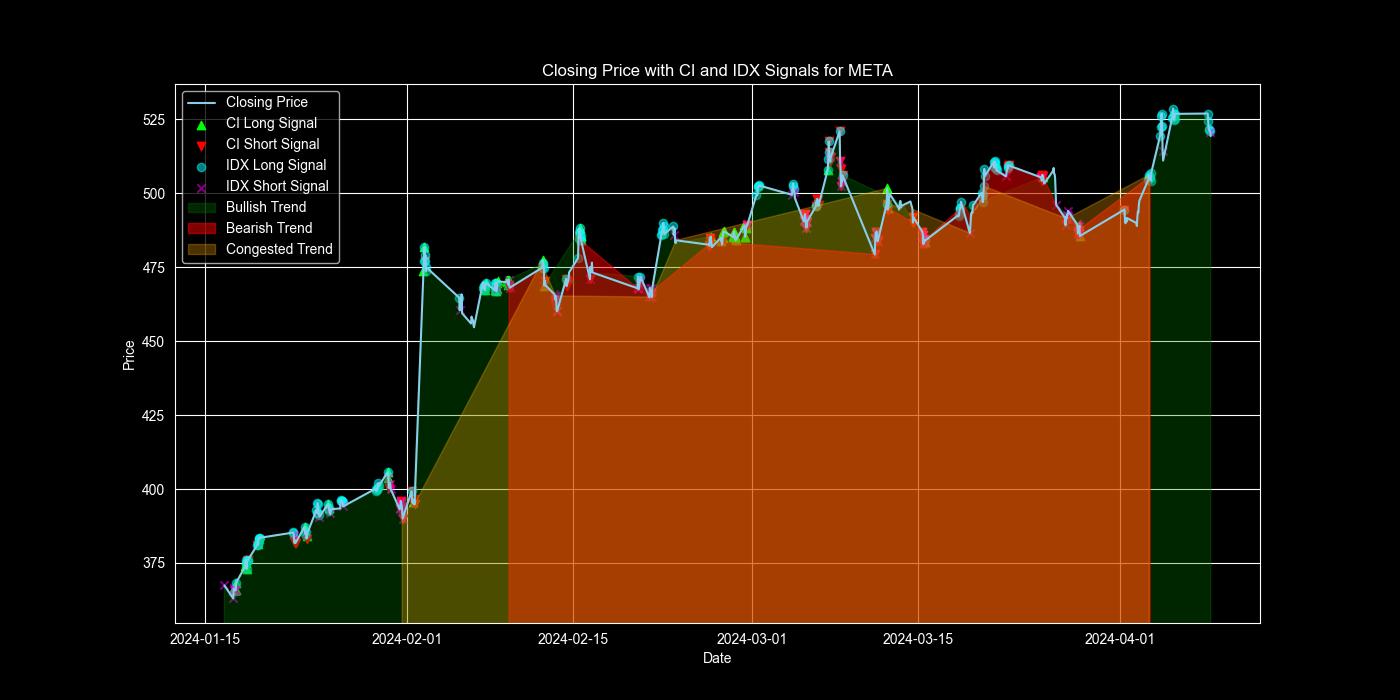 Closing Price with CI and IDX Signals for META
Closing Price
CI Long Signal
CI Short Signal
IDX Long Signal
IDX Short Signal
Bullish Trend
Bearish Trend
Congested Trend
Price
525
500
475
450
425
400
375
2024-01-15 2024-02-01 2024-02-15 2024-03-01 2024-03-15 2024-04-01
Date